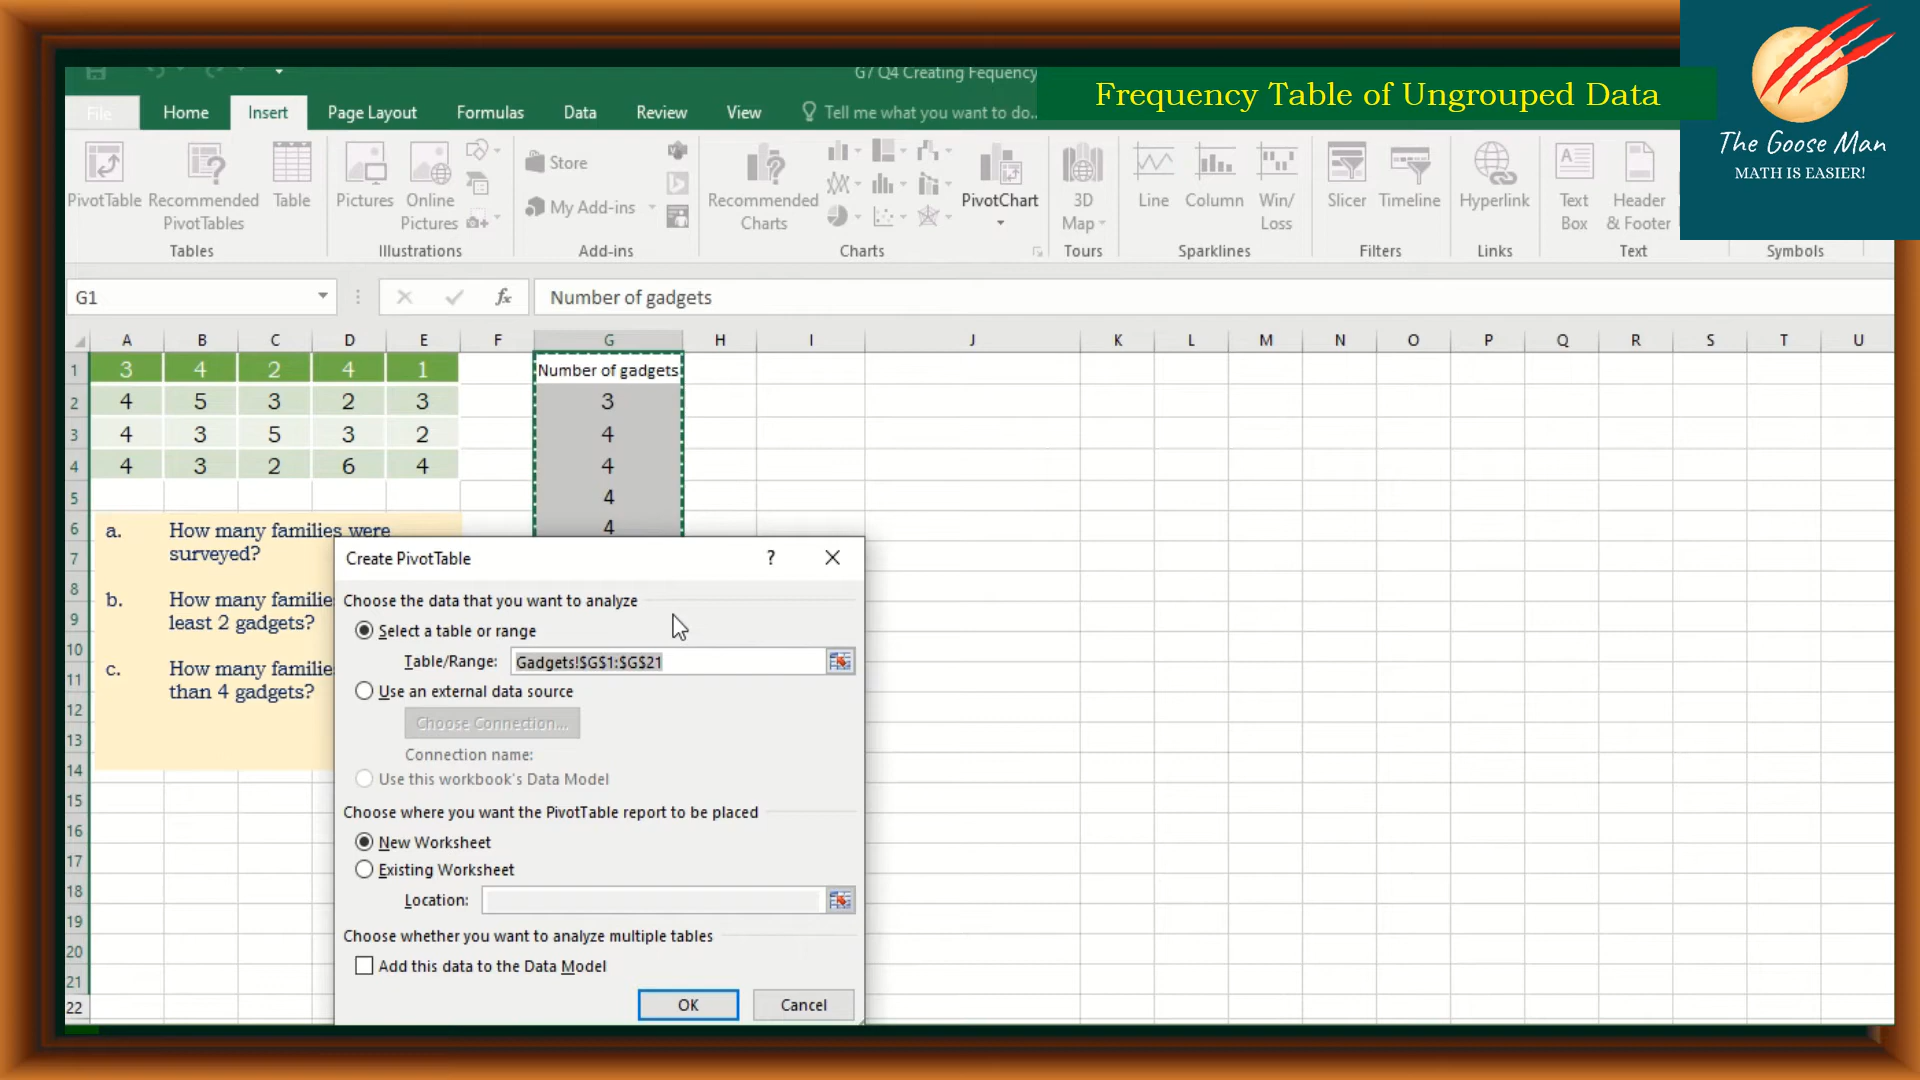 G7 Q4 Creating Fequency
Frequency Table of Ungrouped Data
The Goose Man
MATH IS EASIER!
File Home Insert Page Layout Formulas Data Review View Tell me what you want to do..
PivotTable Recommended PivotTables Table Pictures Online Pictures Store My Add-ins Recommended Charts PivotChart 3D Map Line Column Win/Loss Slicer Timeline Hyperlink Text Box Header & Footer
Tables Illustrations Add-ins Charts Tours Sparklines Filters Links Text Symbols
G1 fx Number of gadgets
A B C D E F G H I J K L M N O P Q R S T U
1 3 4 2 4 1 Number of gadgets
2 4 5 3 2 3 3
3 4 3 5 3 2 4
4 4 3 2 6 4 4
5 4
6 4
7
8
9
10
11
12
13
14
15
16
17
18
19
20
21
22
a. How many families were
surveyed?
b. How many familie
least 2 gadgets?
c. How many familie
than 4 gadgets?
Create PivotTable ?
Choose the data that you want to analyze
Select a table or range
Table/Range: Gadgets!$G$1:$G$21
Use an external data source
Choose Connection...
Connection name:
Use this workbook's Data Model
Choose where you want the PivotTable report to be placed
New Worksheet
Existing Worksheet
Location:
Choose whether you want to analyze multiple tables
Add this data to the Data Model
OK Cancel